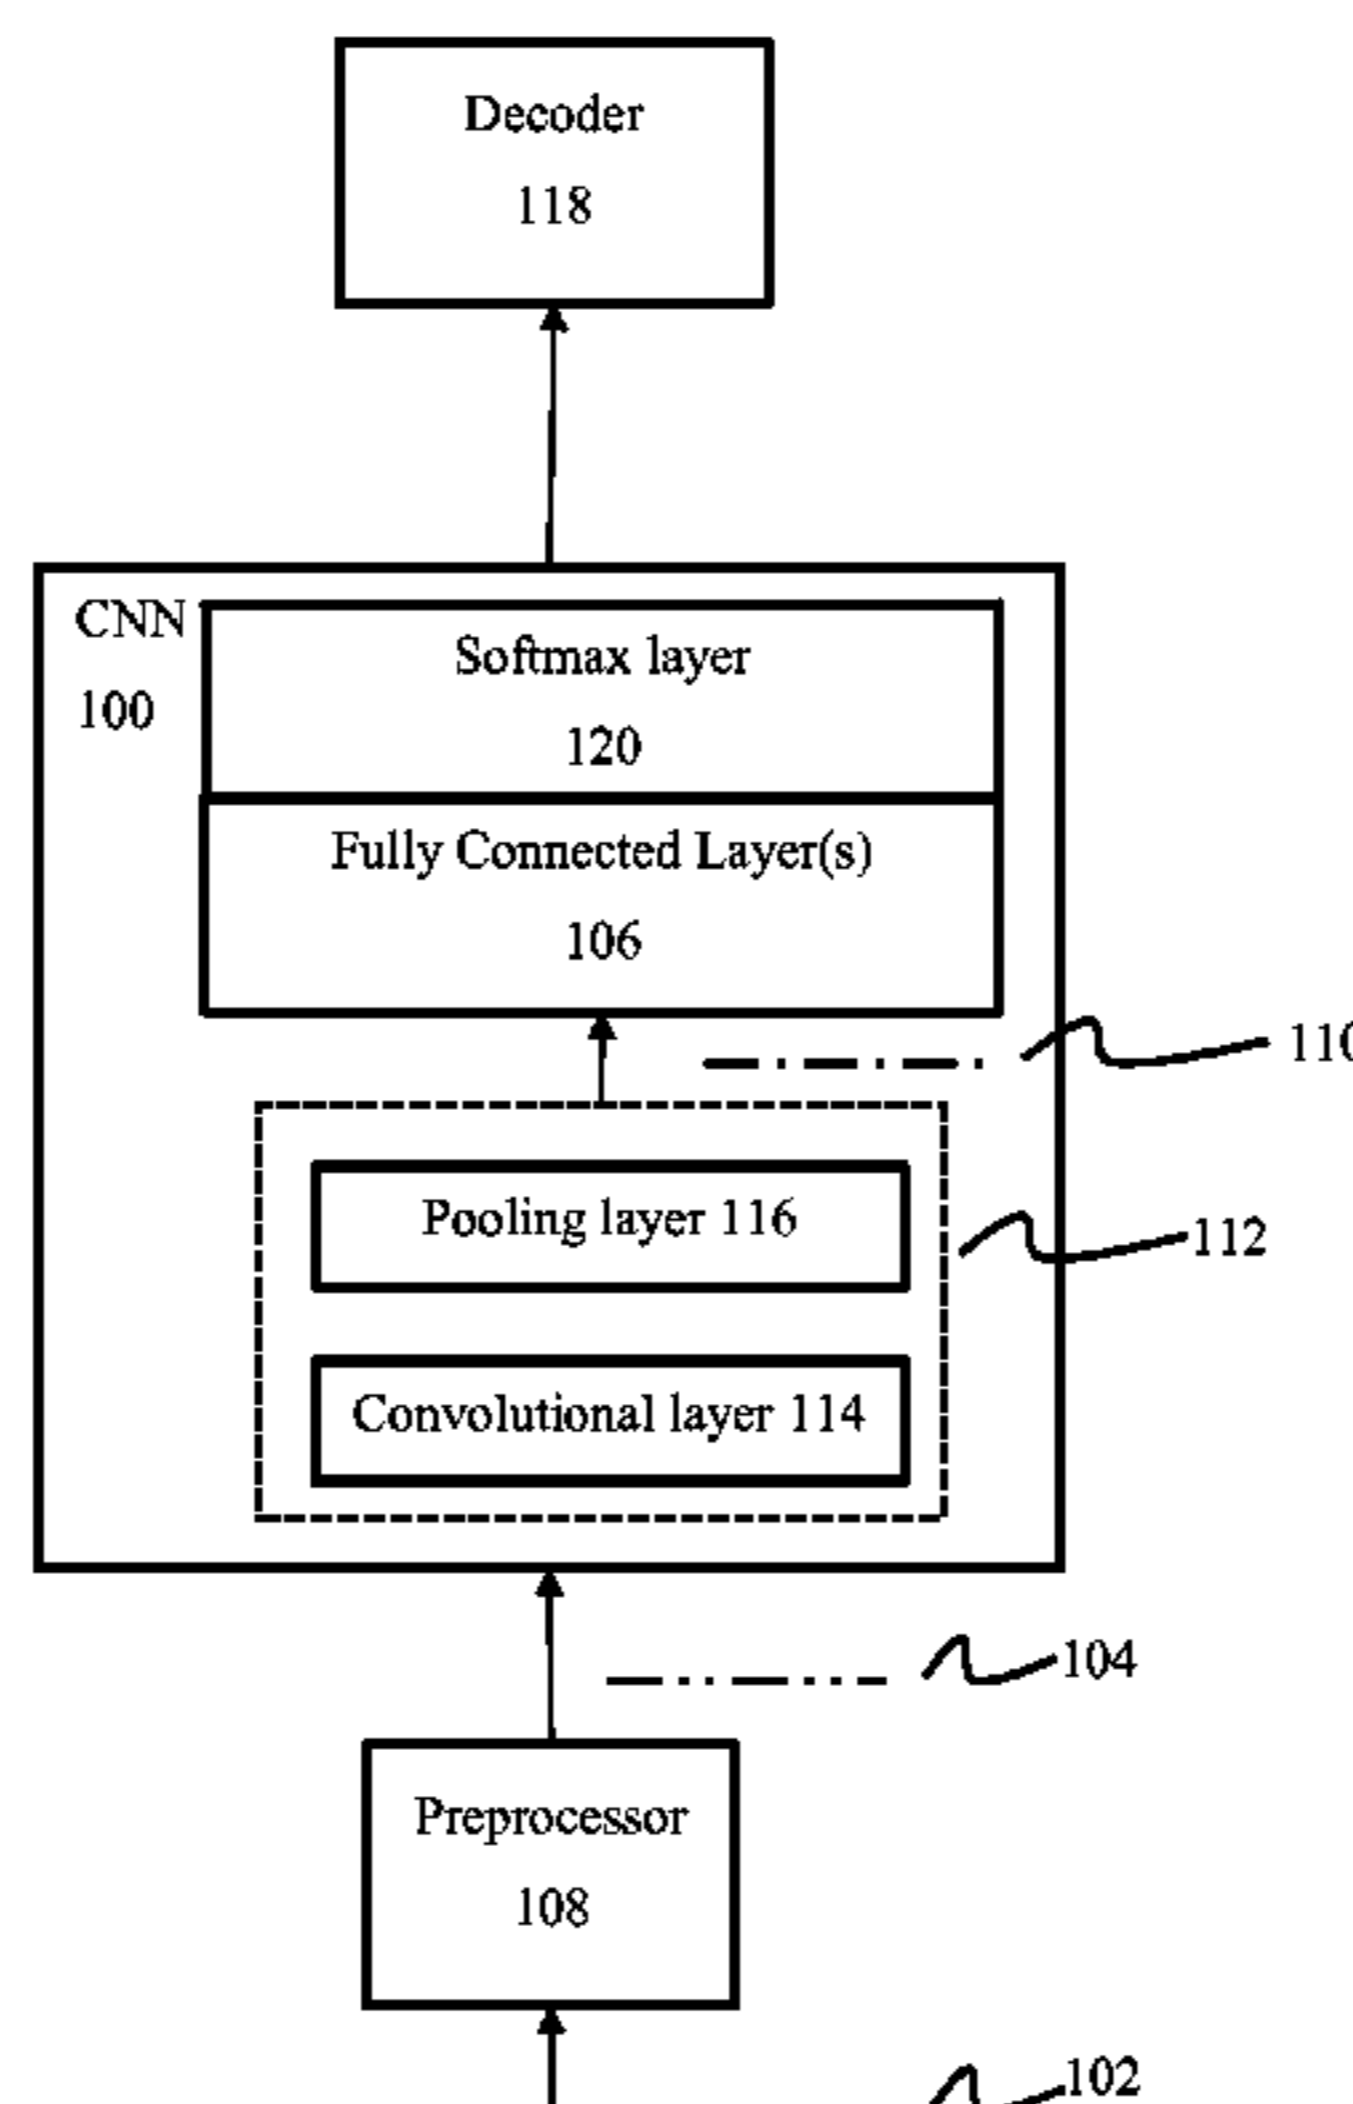 Decoder
118
CNN
100
Softmax layer
120
Fully Connected Layer(s)
106
110
Pooling layer 116
112
Convolutional layer 114
104
Preprocessor
108
102